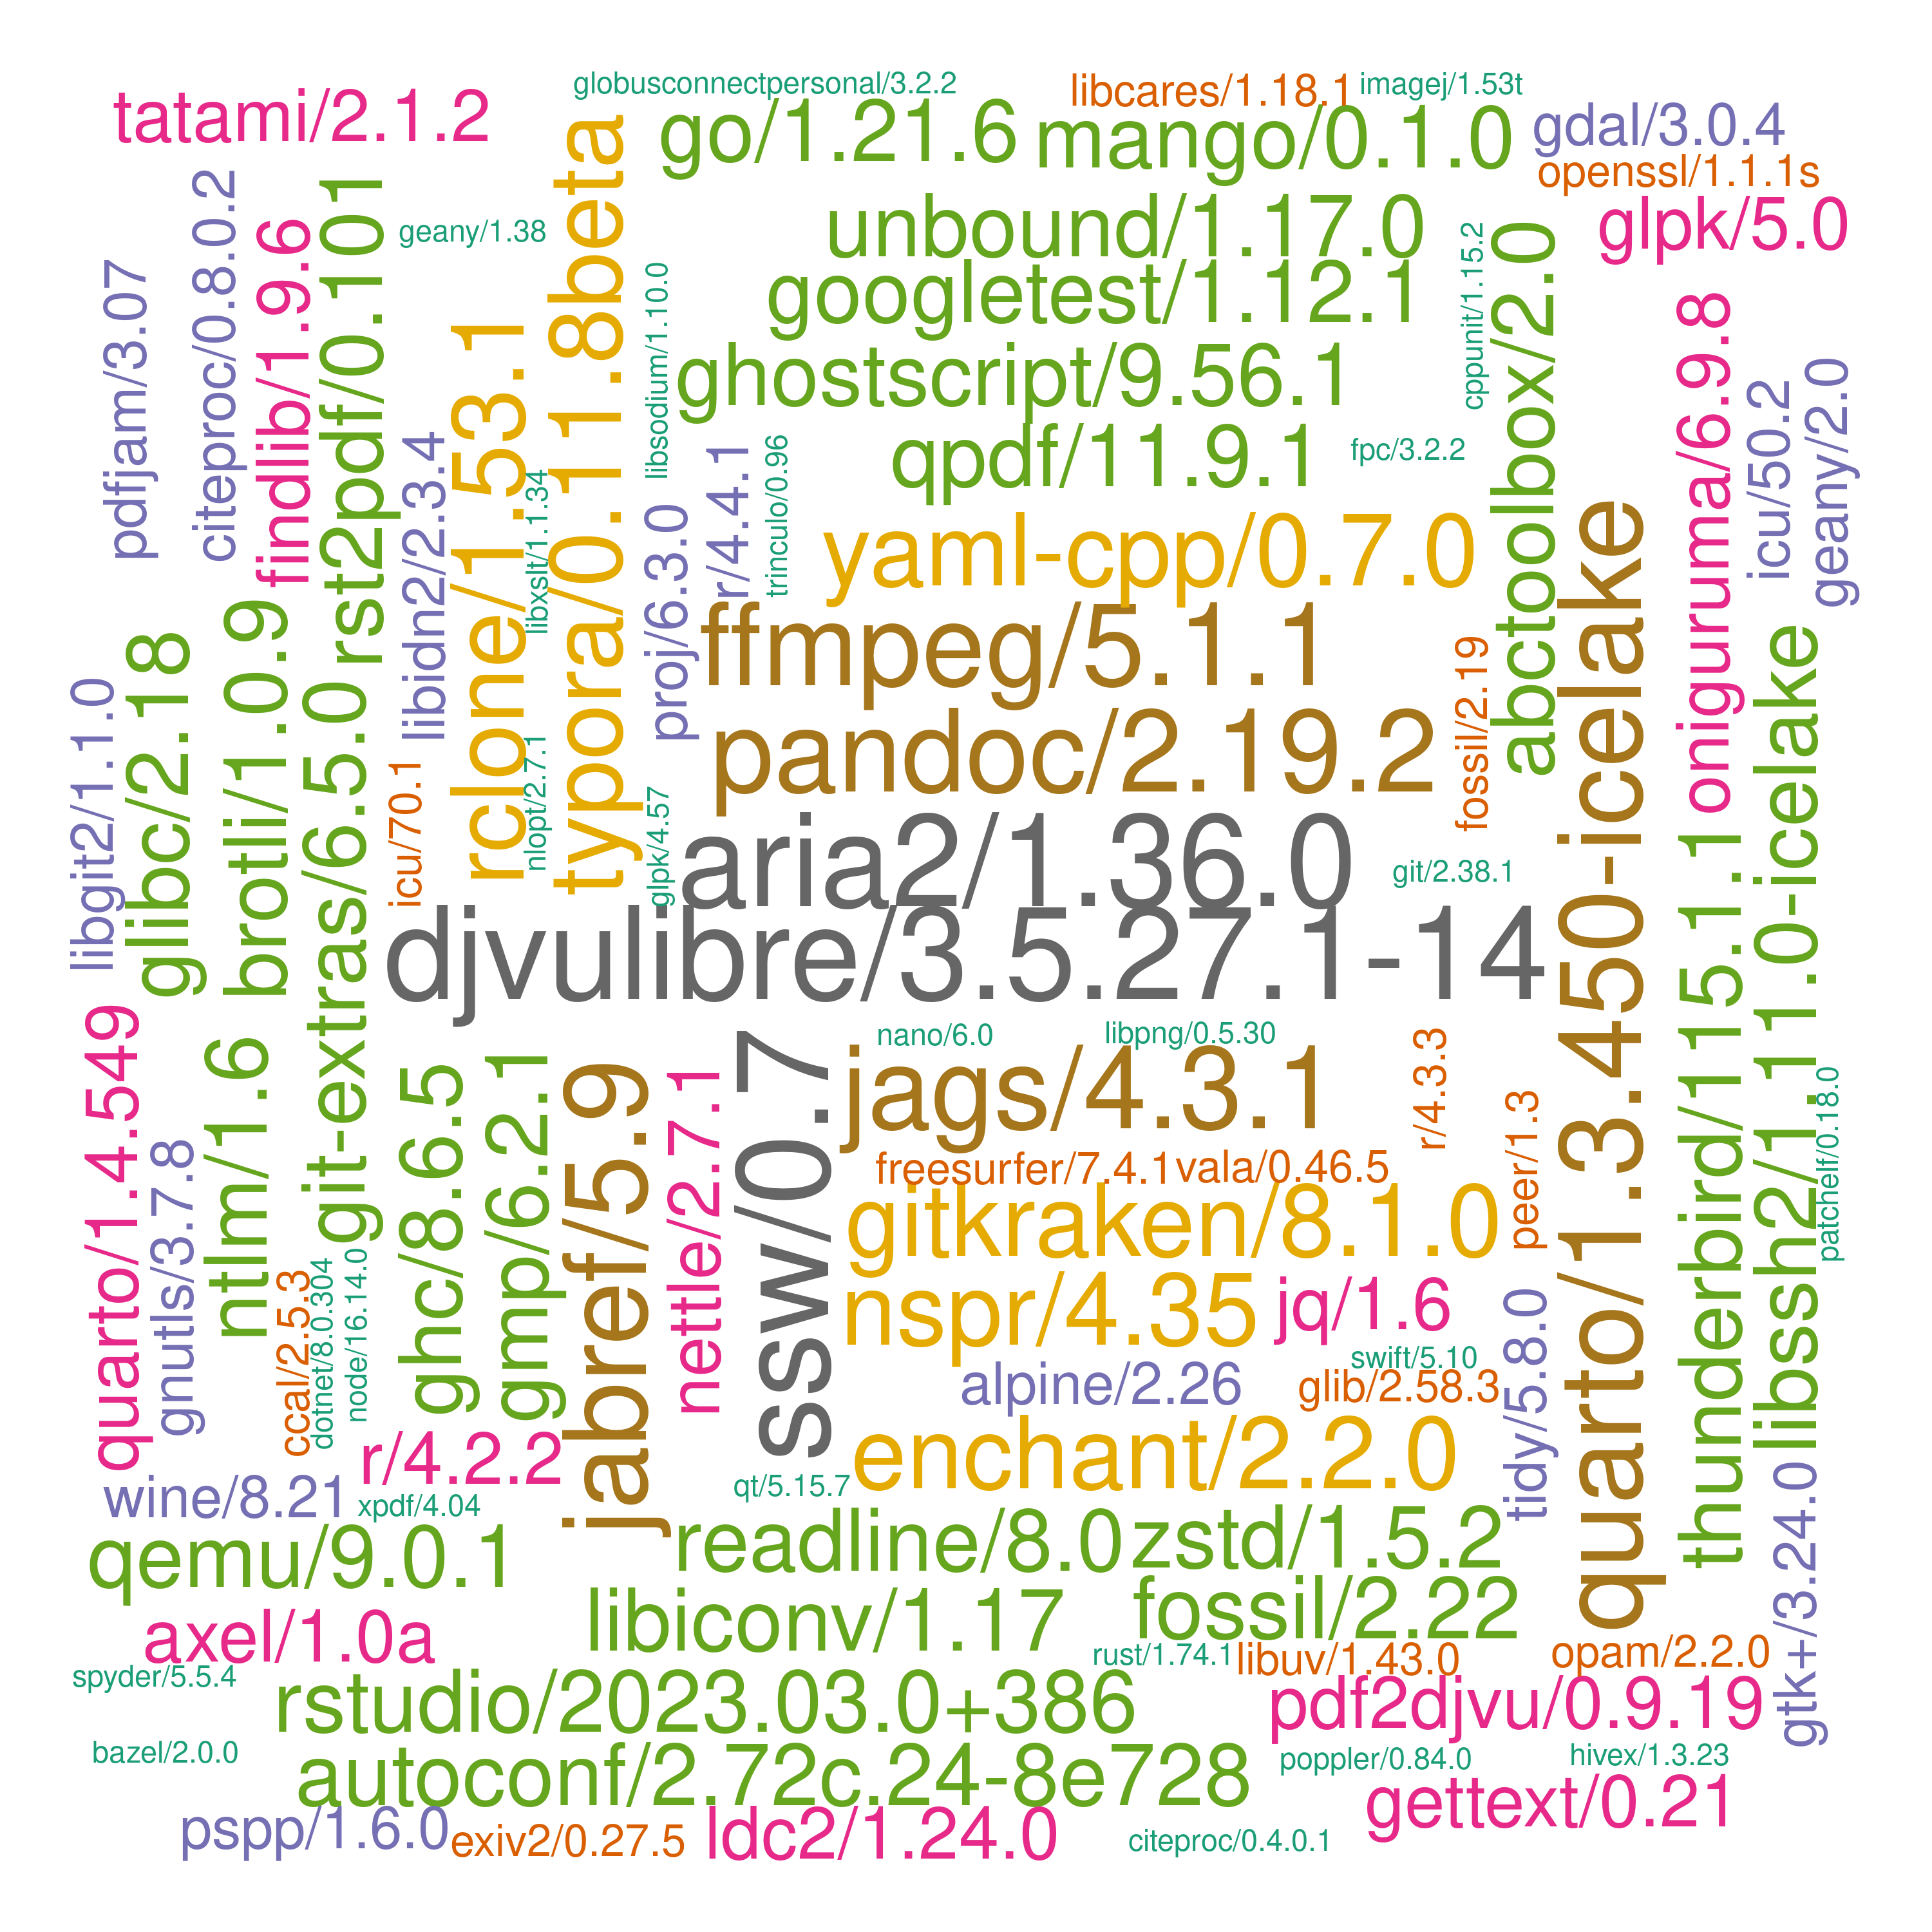 globusconnectpersonal/3.2.2
libcares/1.18.1
imagej/1.53t
tatami/2.1.2
go/1.21.6
mango/0.1.0
gdal/3.0.4
openssl/1.1.1s
unbound/1.17.0
glpk/5.0
geany/1.38
googletest/1.12.1
ghostscript/9.56.1
qpdf/11.9.1
fpc/3.2.2
yaml-cpp/0.7.0
ffmpeg/5.1.1
pandoc/2.19.2
aria2/1.36.0
git/2.38.1
djvulibre/3.5.27.1-14
pdfjam/3.07
citeproc/0.8.0.2
findlib/1.9.6
rst2pdf/0.101
libidn2/2.3.4
rclone/1.53.1
libxslt/1.1.34
typora/0.11.8beta
libsodium/1.10.0
proj/6.3.0
r/4.4.1
trinculo/0.96
cppunit/1.15.2
abctoolbox/2.0
oniguruma/6.9.8
icu/50.2
geany/2.0
libgit2/1.1.0
glibc/2.18
brotli/1.0.9
git-extras/6.5.0
icu/70.1
nlopt/2.7.1
glpk/4.57
fossil/2.19
quarto/1.3.450-icelake
thunderbird/115.1.1
libssh2/1.11.0-icelake
patchelf/0.18.0
quarto/1.4.549
gnutls/3.7.8
ntlm/1.6
ccal/2.5.3
dotnet/8.0.304
node/16.14.0
ghc/8.6.5
gmp/6.2.1
jabref/5.9
nettle/2.7.1
ssw/0.7
nano/6.0
libpng/0.5.30
jags/4.3.1
r/4.3.3
peer/1.3
freesurfer/7.4.1
vala/0.46.5
gitkraken/8.1.0
nspr/4.35
jq/1.6
swift/5.10
alpine/2.26
glib/2.58.3
tidy/5.8.0
enchant/2.2.0
r/4.2.2
wine/8.21
xpdf/4.04
qt/5.15.7
gtk+/3.24.0
qemu/9.0.1
readline/8.0
zstd/1.5.2
axel/1.0a
libiconv/1.17
fossil/2.22
rust/1.74.1
libuv/1.43.0
opam/2.2.0
spyder/5.5.4
rstudio/2023.03.0+386
pdf2djvu/0.9.19
bazel/2.0.0
autoconf/2.72c.24-8e728
poppler/0.84.0
hivex/1.3.23
gettext/0.21
pspp/1.6.0
exiv2/0.27.5
ldc2/1.24.0
citeproc/0.4.0.1